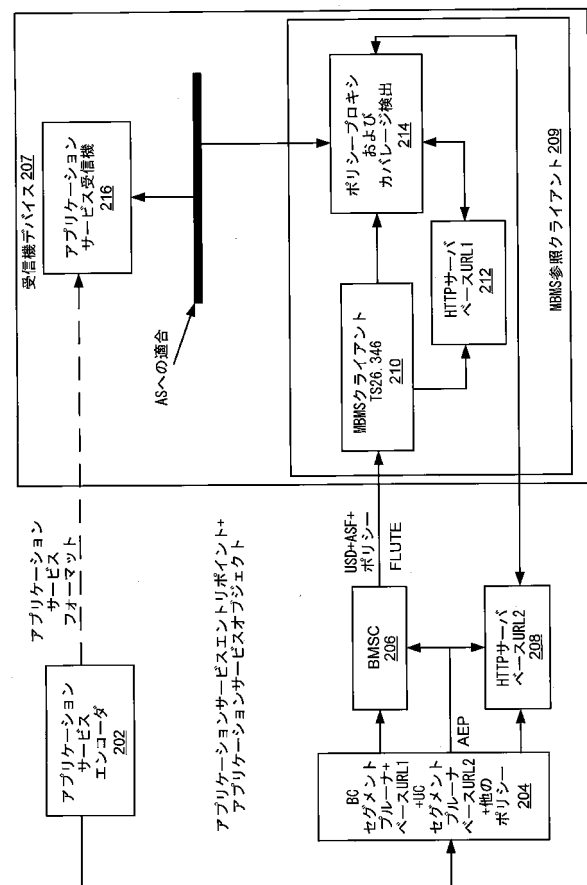 アプリケーション
サービス
エンコーダ
202
アプリケーション
サービス
フォーマット
受信機デバイス 207
アプリケーション
サービス受信機
216
ASへの適合
アプリケーションサービスエントリポイント+
アプリケーションサービスオブジェクト
BC
セグメント
プルーナ+
ベースURL1
+UC
セグメント
プルーナ
ベースURL2
+他の
ポリシー
204
AEP
BMSC
206
HTTPサーバ
ベースURL2
208
USD+ASF+
ポリシー
FLUTE
MBMSクライアント
TS26.346
210
HTTPサーバ
ベースURL1
212
ポリシープロキシ
および
カバレージ検出
214
MBMS参照クライアント 209